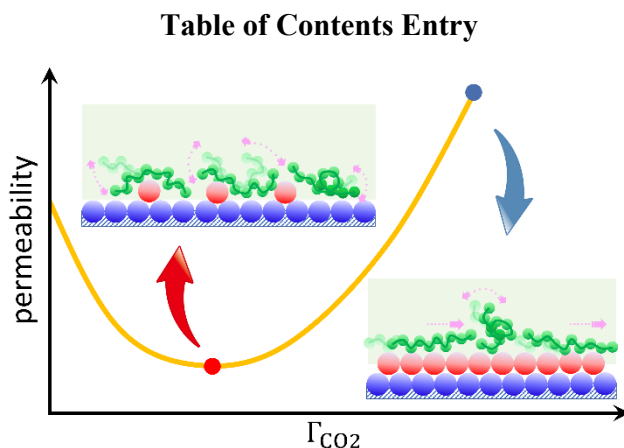 Table of Contents Entry
permeability
ΓCO2